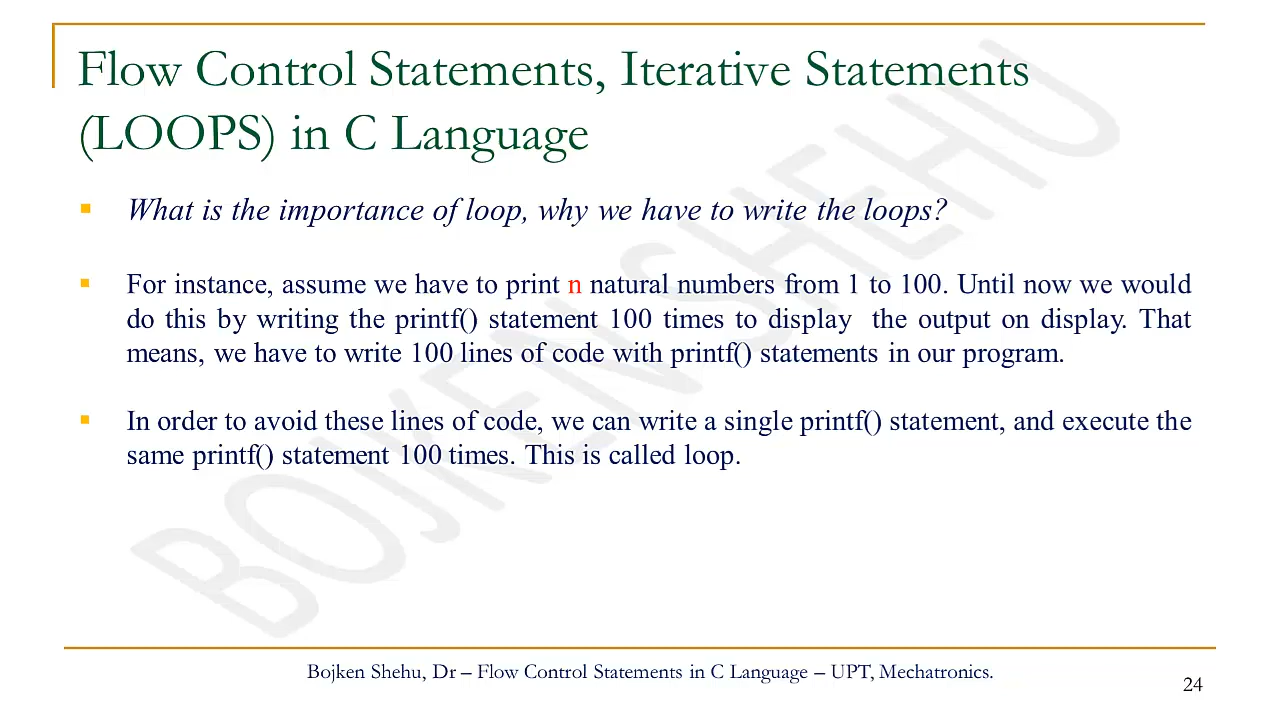 Flow Control Statements, Iterative Statements
(LOOPS) in C Language
What is the importance of loop, why we have to write the loops?
For instance, assume we have to print n natural numbers from 1 to 100. Until now we would
do this by writing the printf() statement 100 times to display the output on display. That
means, we have to write 100 lines of code with printf() statements in our program.
In order to avoid these lines of code, we can write a single printf() statement, and execute the
same printf() statement 100 times. This is called loop.
BOJKEN SHEHU
Bojken Shehu, Dr – Flow Control Statements in C Language – UPT, Mechatronics.
24